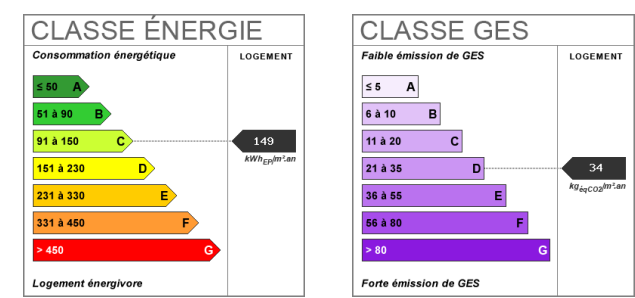 CLASSE ÉNERGIE
Consommation énergétique
LOGEMENT
≤ 50 A
51 à 90 B
91 à 150 C
149
kWhEP/m².an
151 à 230 D
231 à 330 E
331 à 450 F
> 450 G
Logement énergivore
CLASSE GES
Faible émission de GES
LOGEMENT
≤ 5 A
6 à 10 B
11 à 20 C
21 à 35 D
34
kgéqCO2/m².an
36 à 55 E
56 à 80 F
> 80 G
Forte émission de GES